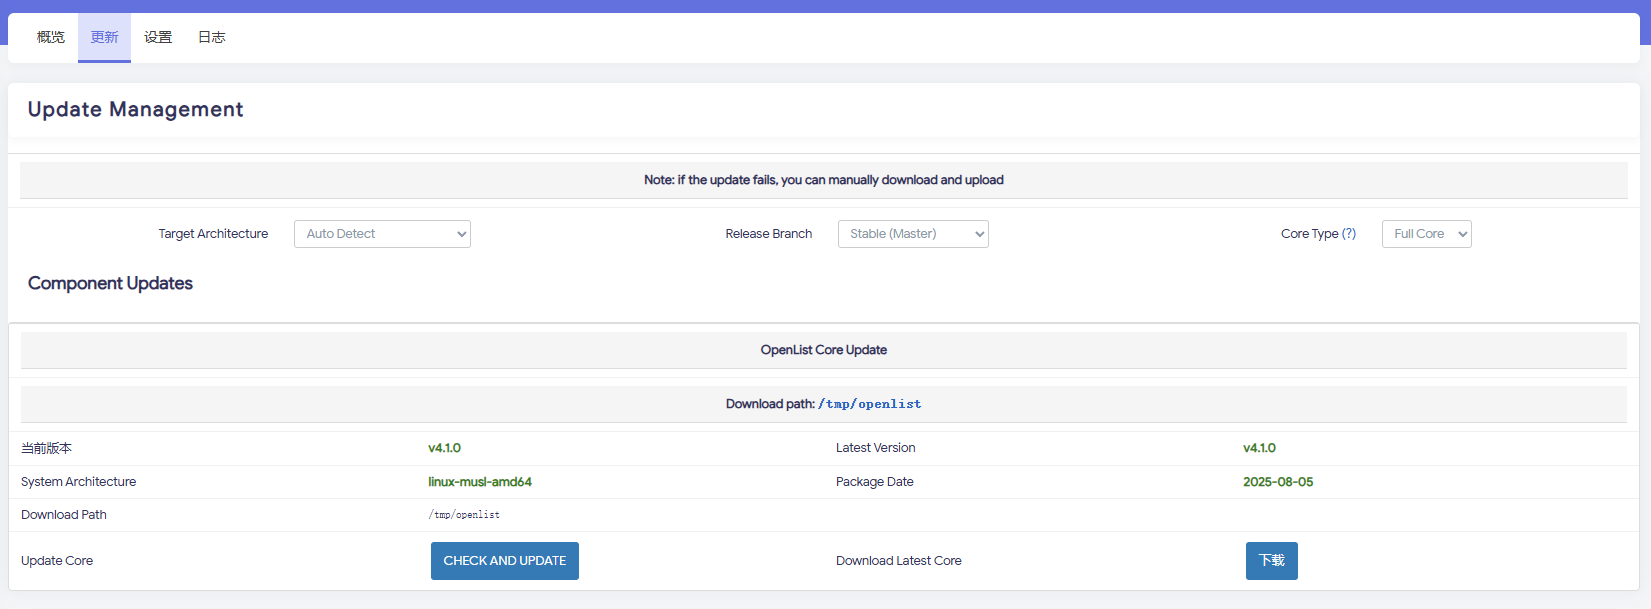 概览 更新 设置 日志
Update Management
Note: if the update fails, you can manually download and upload
Target Architecture Auto Detect Release Branch Stable (Master) Core Type (?) Full Core
Component Updates
OpenList Core Update
Download path: /tmp/openlist
当前版本 v4.1.0 Latest Version v4.1.0
System Architecture linux-musl-amd64 Package Date 2025-08-05
Download Path /tmp/openlist
Update Core CHECK AND UPDATE Download Latest Core 下载